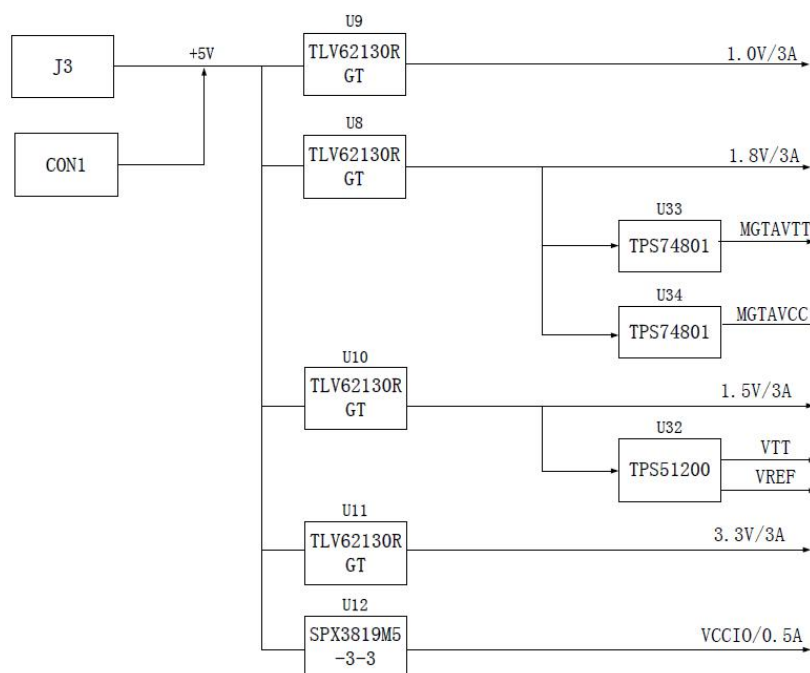 U9
J3
+5V
TLV62130R
GT
1.0V/3A
U8
CON1
TLV62130R
GT
1.8V/3A
U33
TPS74801
MGTAVTT
U34
TPS74801
MGTAVCC
U10
TLV62130R
GT
1.5V/3A
U32
TPS51200
VTT
VREF
U11
TLV62130R
GT
3.3V/3A
U12
SPX3819M5
-3-3
VCCIO/0.5A